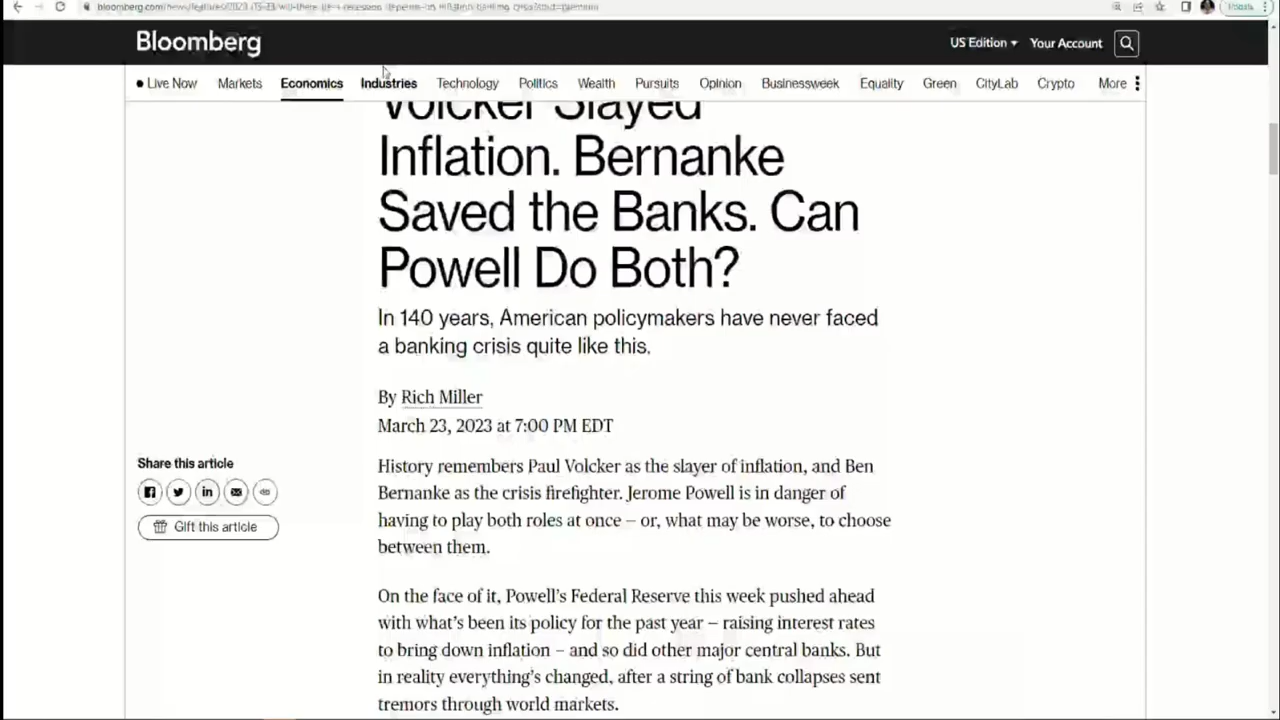 Bloomberg
US Edition
Your Account
Live Now Markets Economics Industries Technology Politics Wealth Pursuits Opinion Businessweek Equality Green CityLab Crypto More
Volcker Slayed
Inflation. Bernanke
Saved the Banks. Can
Powell Do Both?
In 140 years, American policymakers have never faced
a banking crisis quite like this.
By Rich Miller
March 23, 2023 at 7:00 PM EDT
Share this article
Gift this article
History remembers Paul Volcker as the slayer of inflation, and Ben
Bernanke as the crisis firefighter. Jerome Powell is in danger of
having to play both roles at once – or, what may be worse, to choose
between them.
On the face of it, Powell’s Federal Reserve this week pushed ahead
with what’s been its policy for the past year – raising interest rates
to bring down inflation – and so did other major central banks. But
in reality everything’s changed, after a string of bank collapses sent
tremors through world markets.